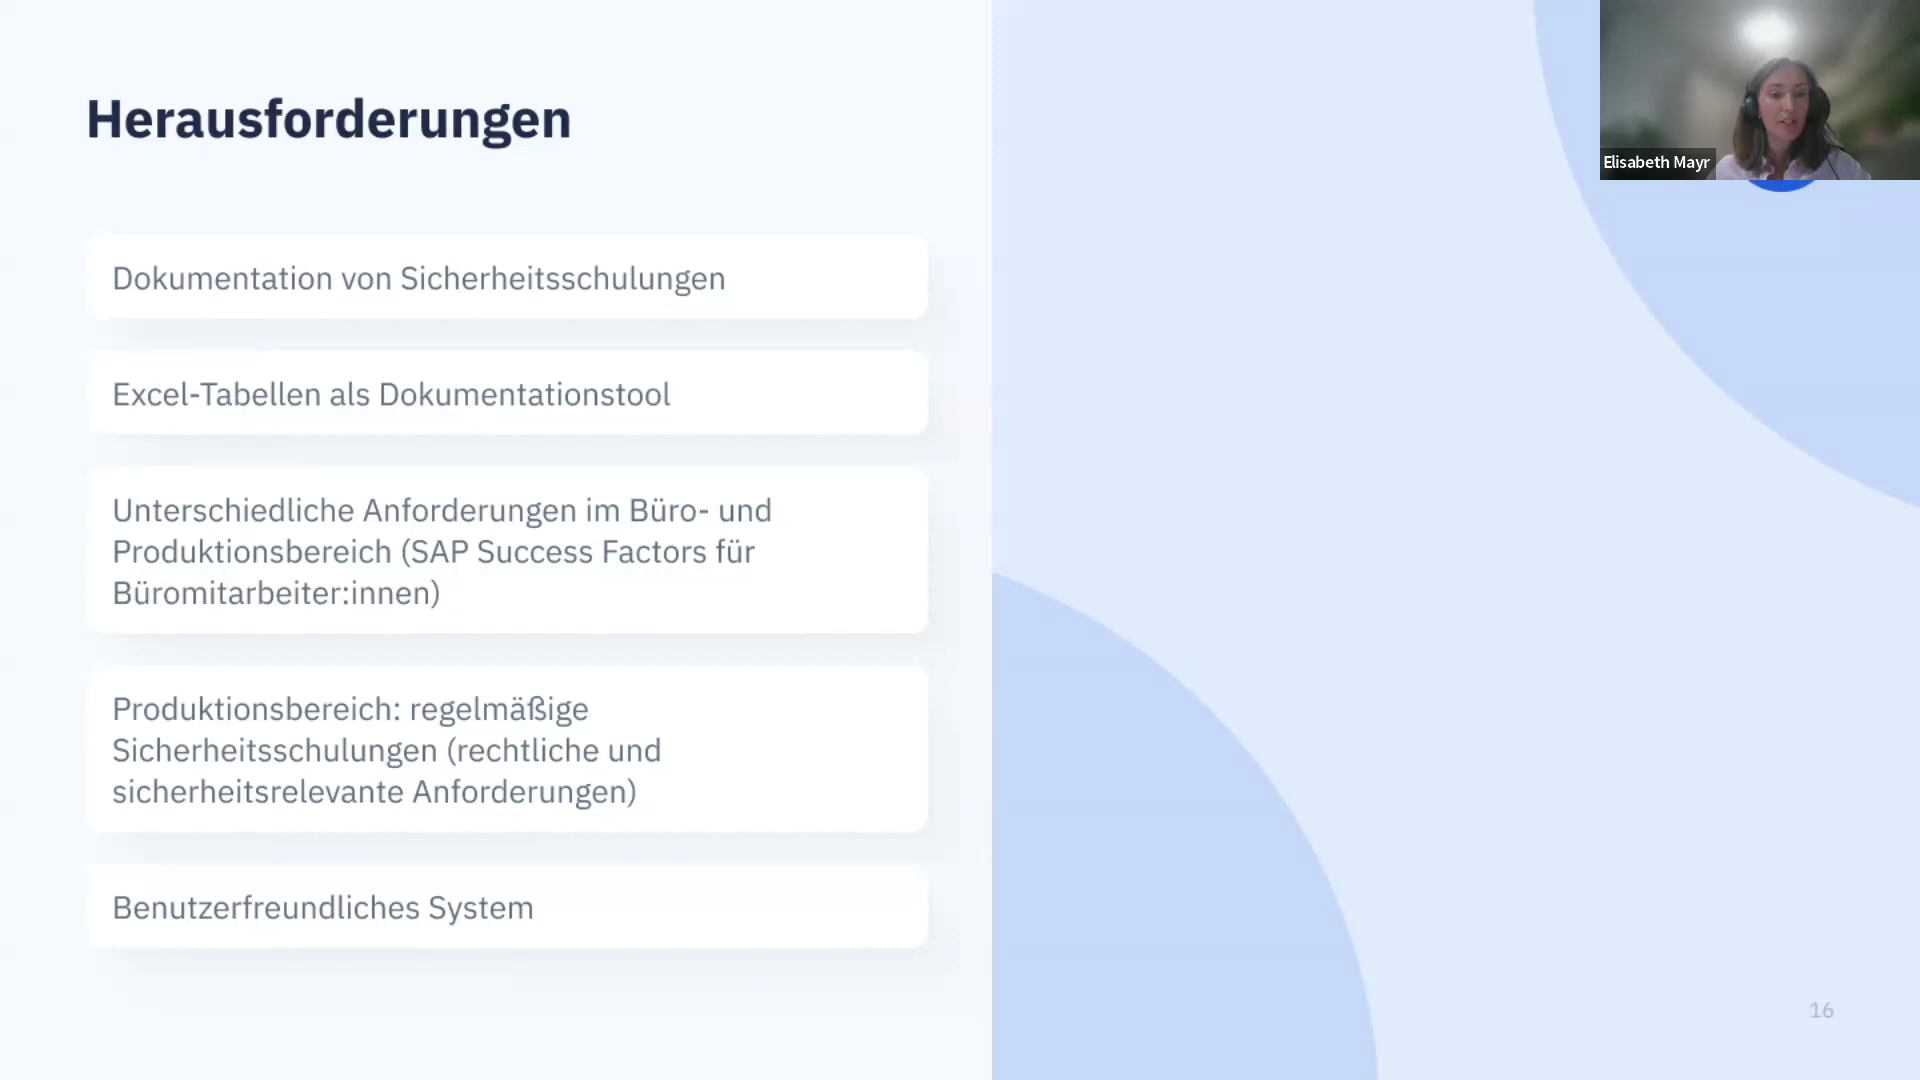 Herausforderungen
Elisabeth Mayr
Dokumentation von Sicherheitsschulungen
Excel-Tabellen als Dokumentationstool
Unterschiedliche Anforderungen im Büro- und
Produktionsbereich (SAP Success Factors für
Büromitarbeiter:innen)
Produktionsbereich: regelmäßige
Sicherheitsschulungen (rechtliche und
sicherheitsrelevante Anforderungen)
Benutzerfreundliches System
16